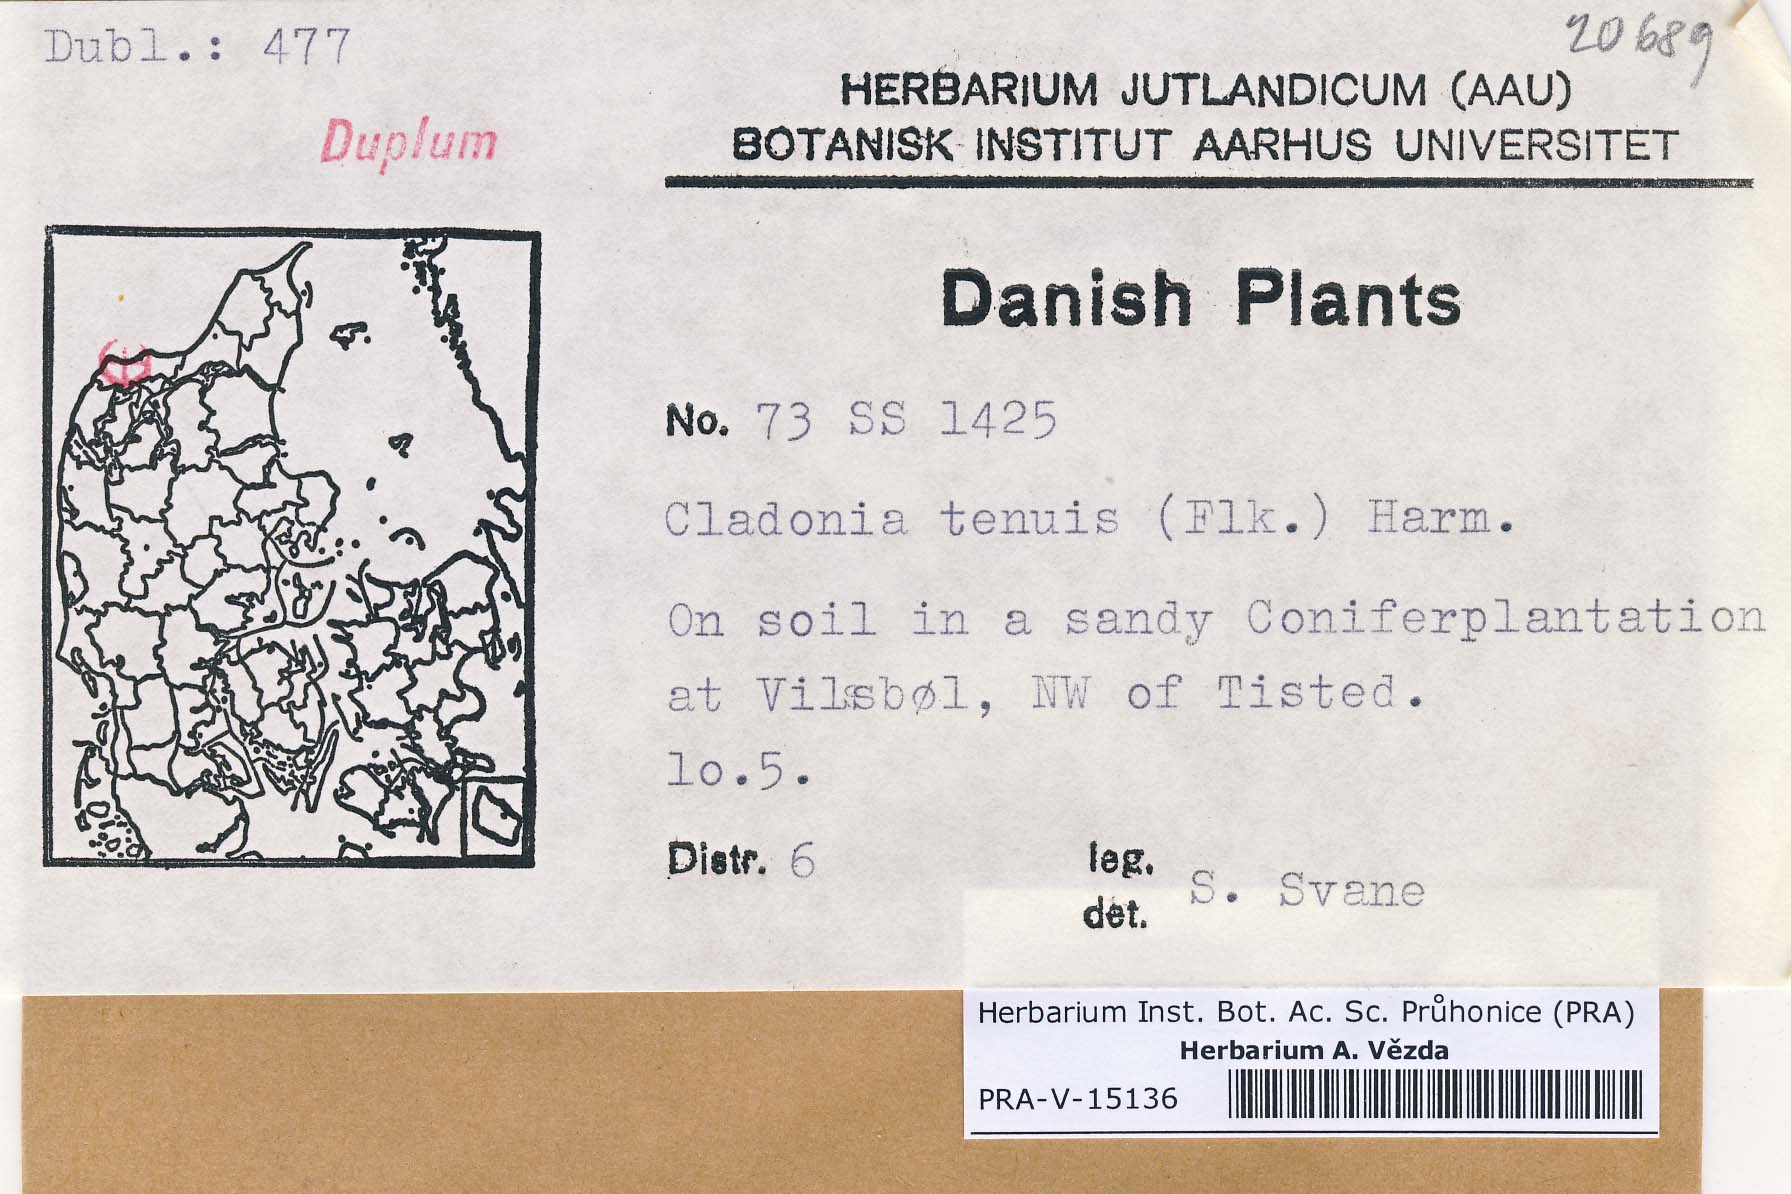 Dubl.: 477
20689
Duplum
HERBARIUM JUTLANDICUM (AAU)
BOTANISK INSTITUT AARHUS UNIVERSITET
Danish Plants
No. 73 SS 1425
Cladonia tenuis (Flk.) Harm.
On soil in a sandy Coniferplantation
at Vilsbøl, NW of Tisted.
lo.5.
Distr. 6
leg.
det. S. Svane
Herbarium Inst. Bot. Ac. Sc. Průhonice (PRA)
Herbarium A. Vězda
PRA-V-15136